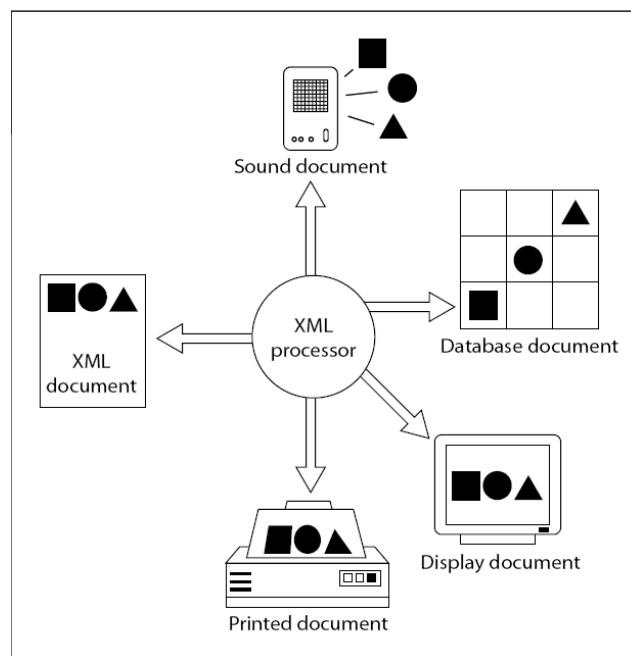 Sound document
XML
processor
Database document
XML
document
Display document
Printed document